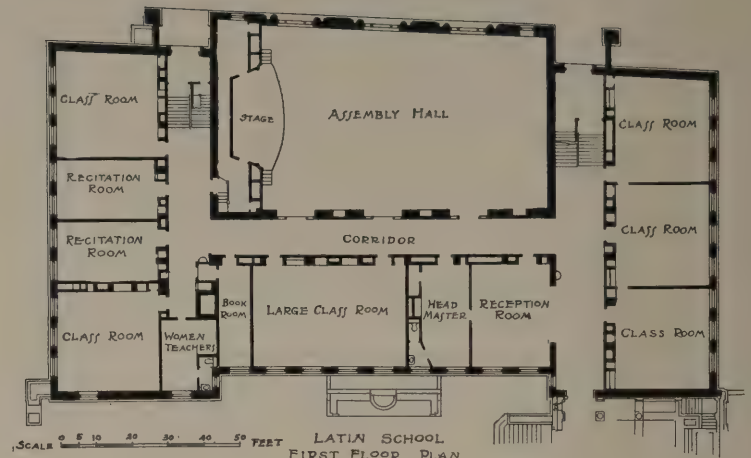 CLASS ROOM
STAGE
ASSEMBLY HALL
CLASS ROOM
RECITATION
ROOM
RECITATION
ROOM
CLASS ROOM
CORRIDOR
CLASS ROOM
WOMEN
TEACHERS
BOOK
ROOM
LARGE CLASS ROOM
HEAD
MASTER
RECEPTION
ROOM
CLASS ROOM
SCALE 0 5 10 20 30 40 50 FEET
LATIN SCHOOL
FIRST FLOOR PLAN